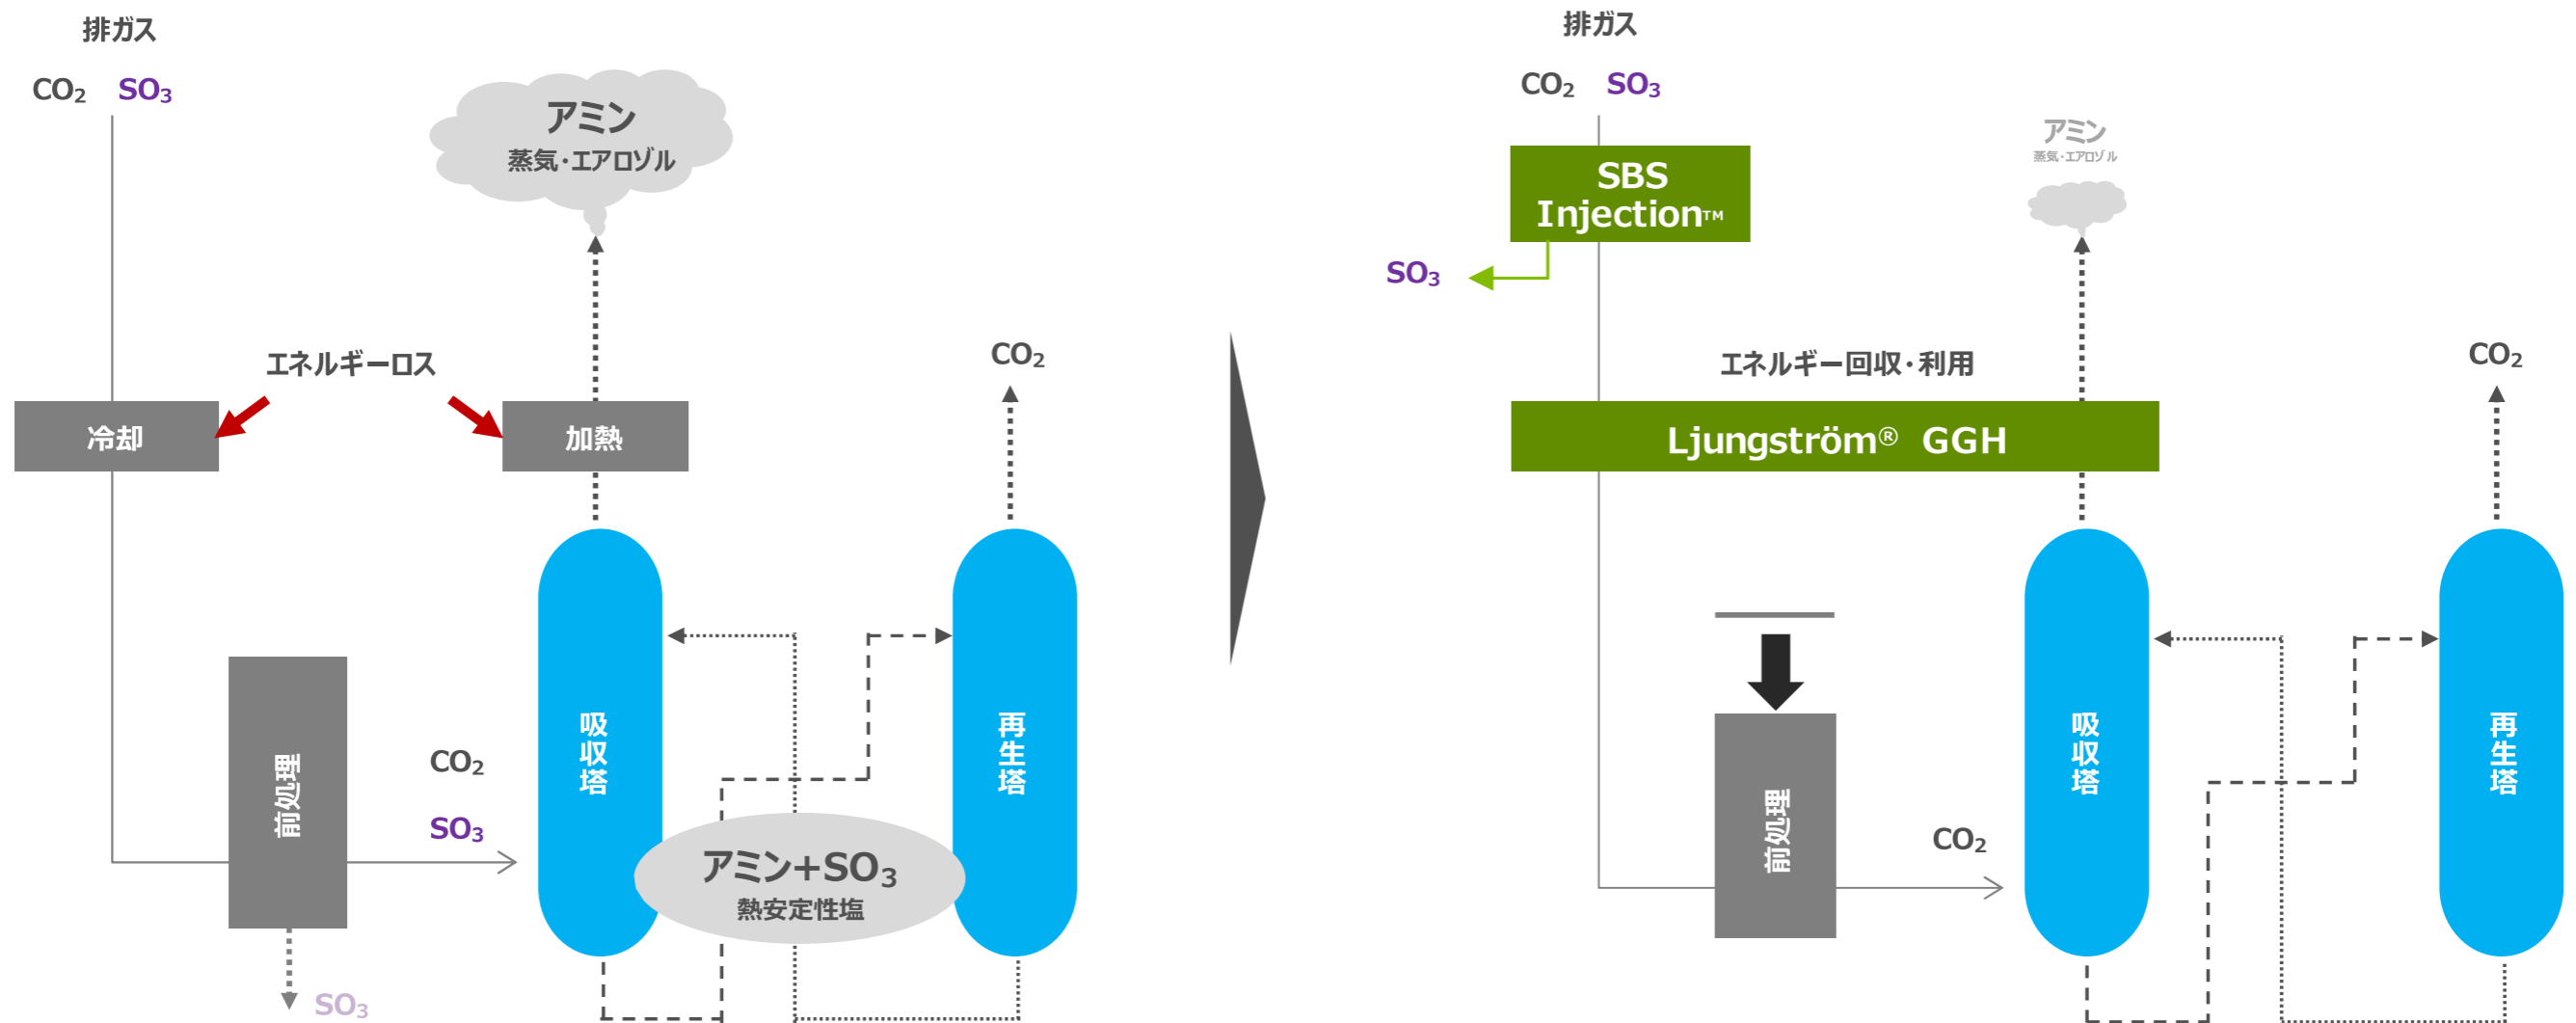 排ガス
CO₂ SO₃
アミン
蒸気・エアロゾル
エネルギーロス
冷却
加熱
CO₂
前処理
CO₂
SO₃
吸収塔
再生塔
アミン+SO₃
熱安定性塩
SO₃
排ガス
CO₂ SO₃
SBS
Injection™
SO₃
アミン
蒸気・エアロゾル
エネルギー回収・利用
CO₂
Ljungström® GGH
前処理
CO₂
吸収塔
再生塔